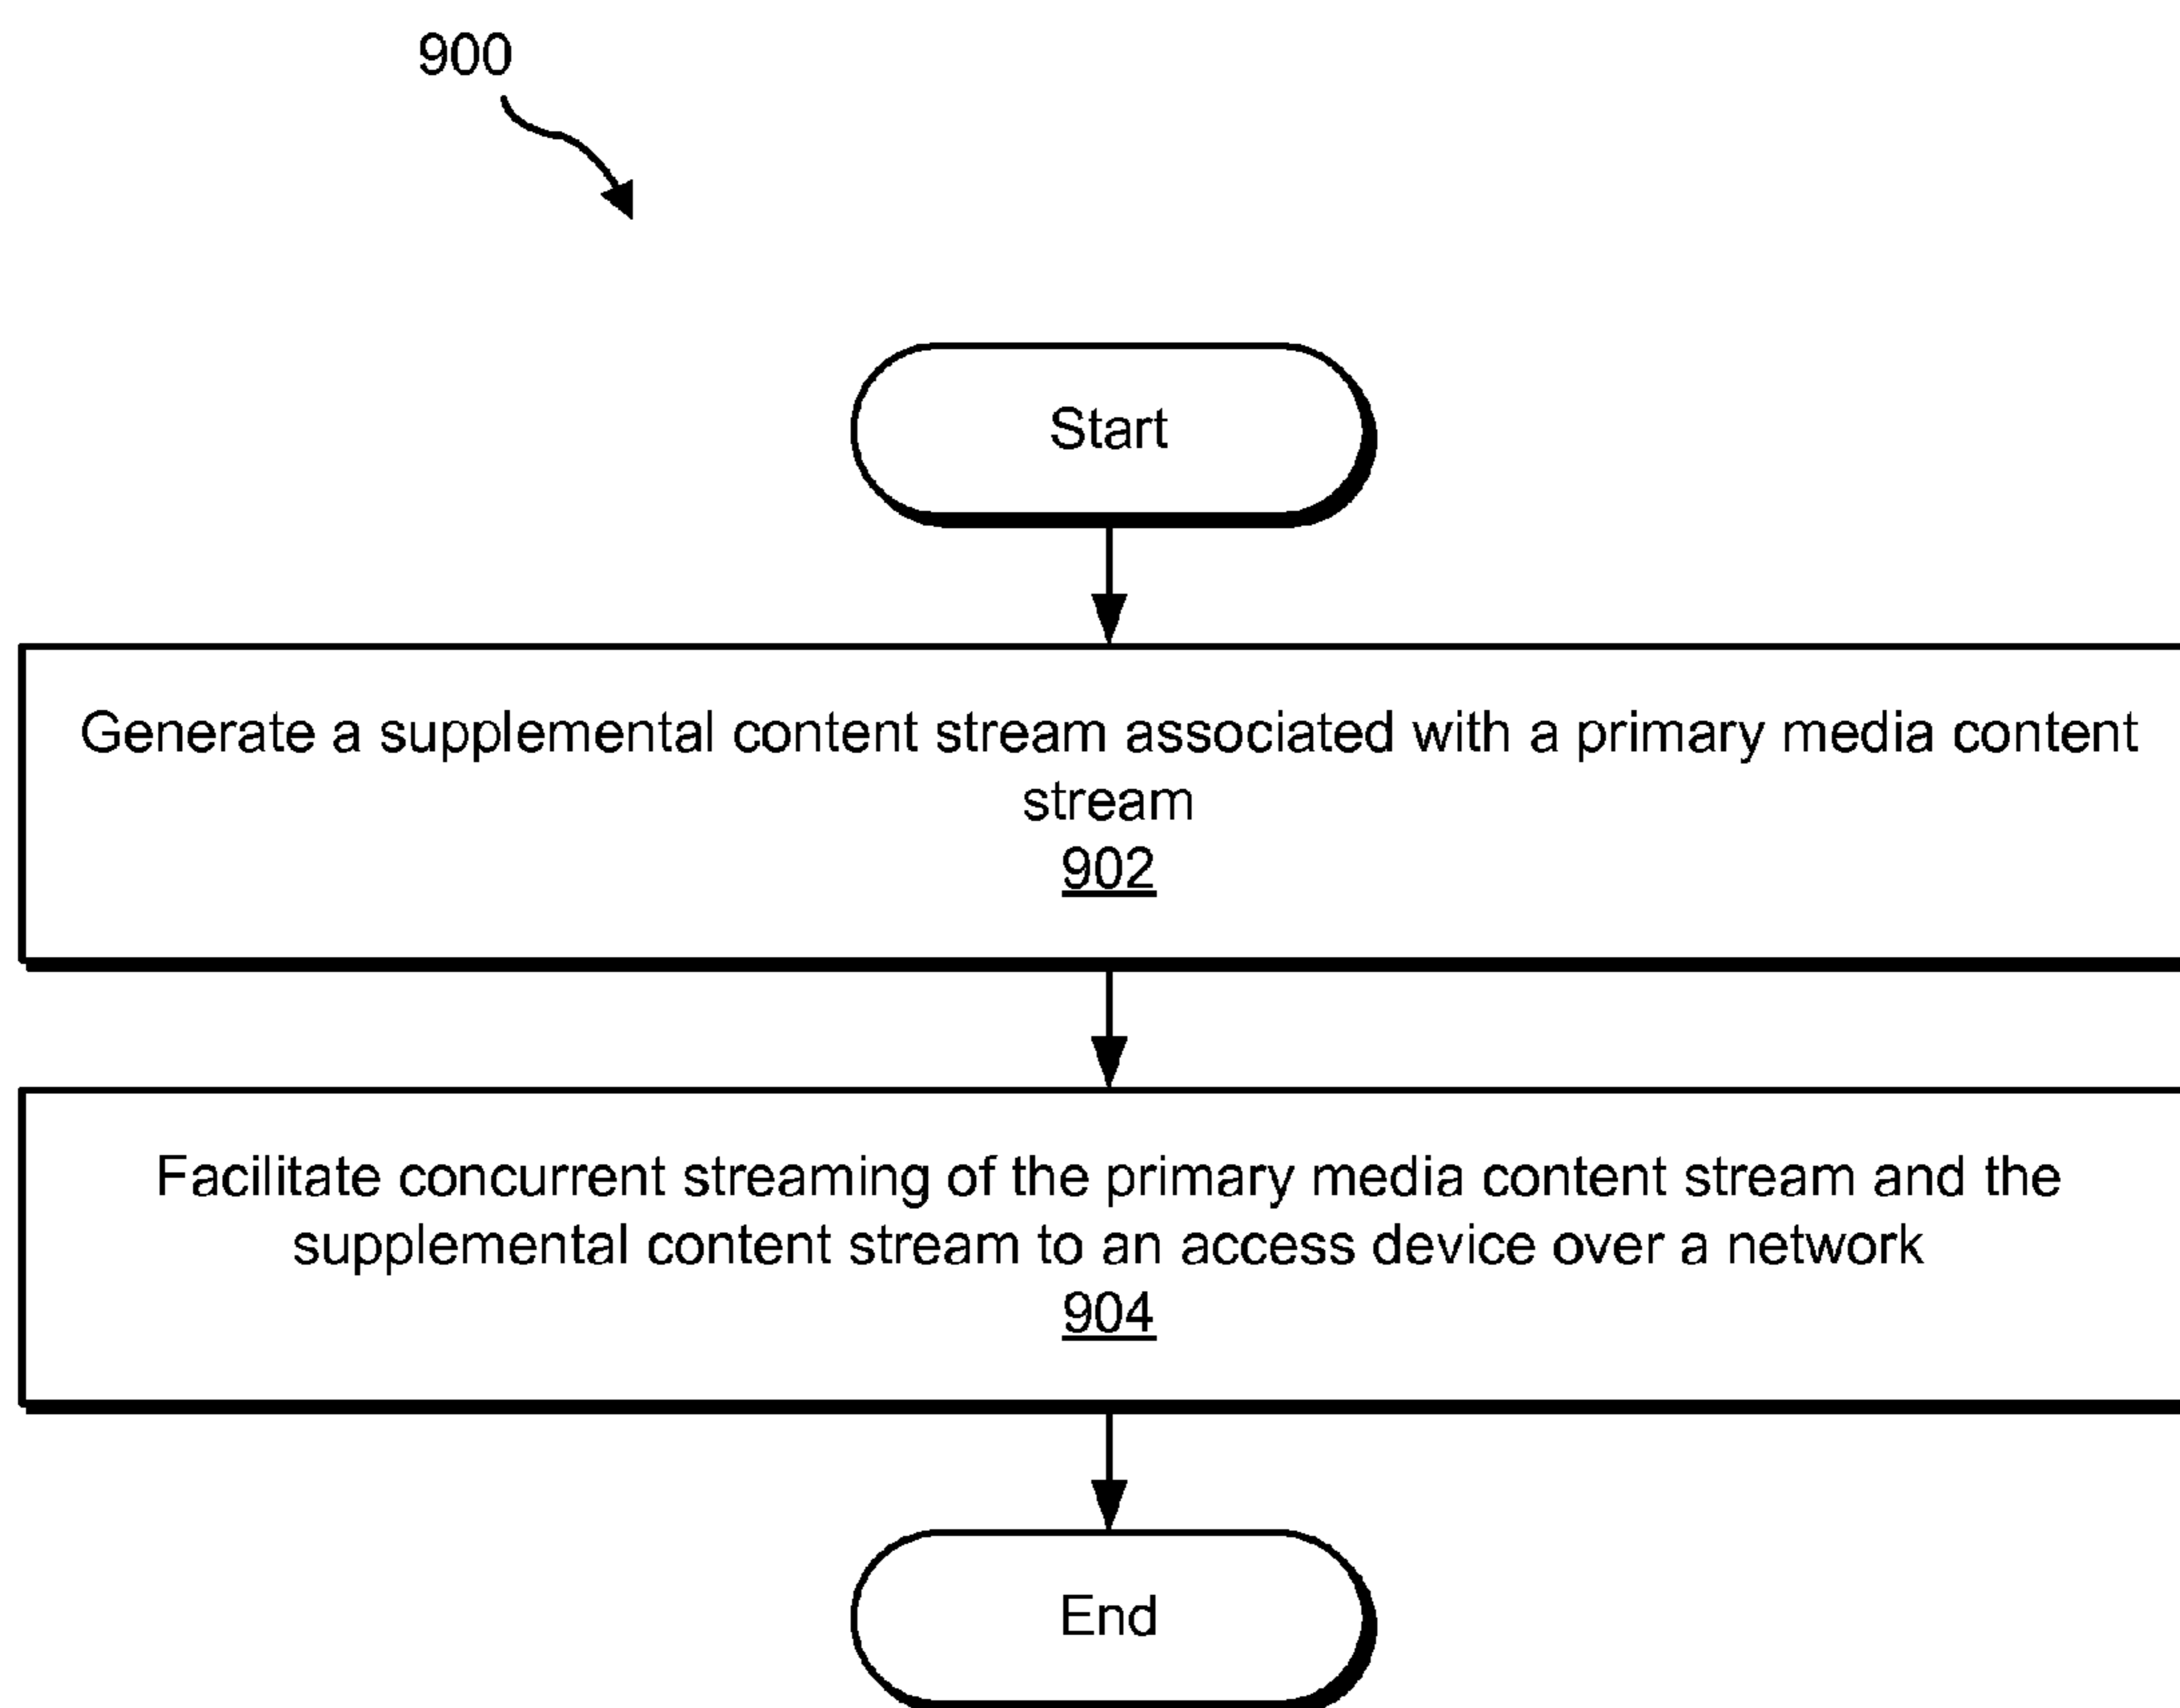 900
Start
Generate a supplemental content stream associated with a primary media content
stream
902
Facilitate concurrent streaming of the primary media content stream and the
supplemental content stream to an access device over a network
904
End